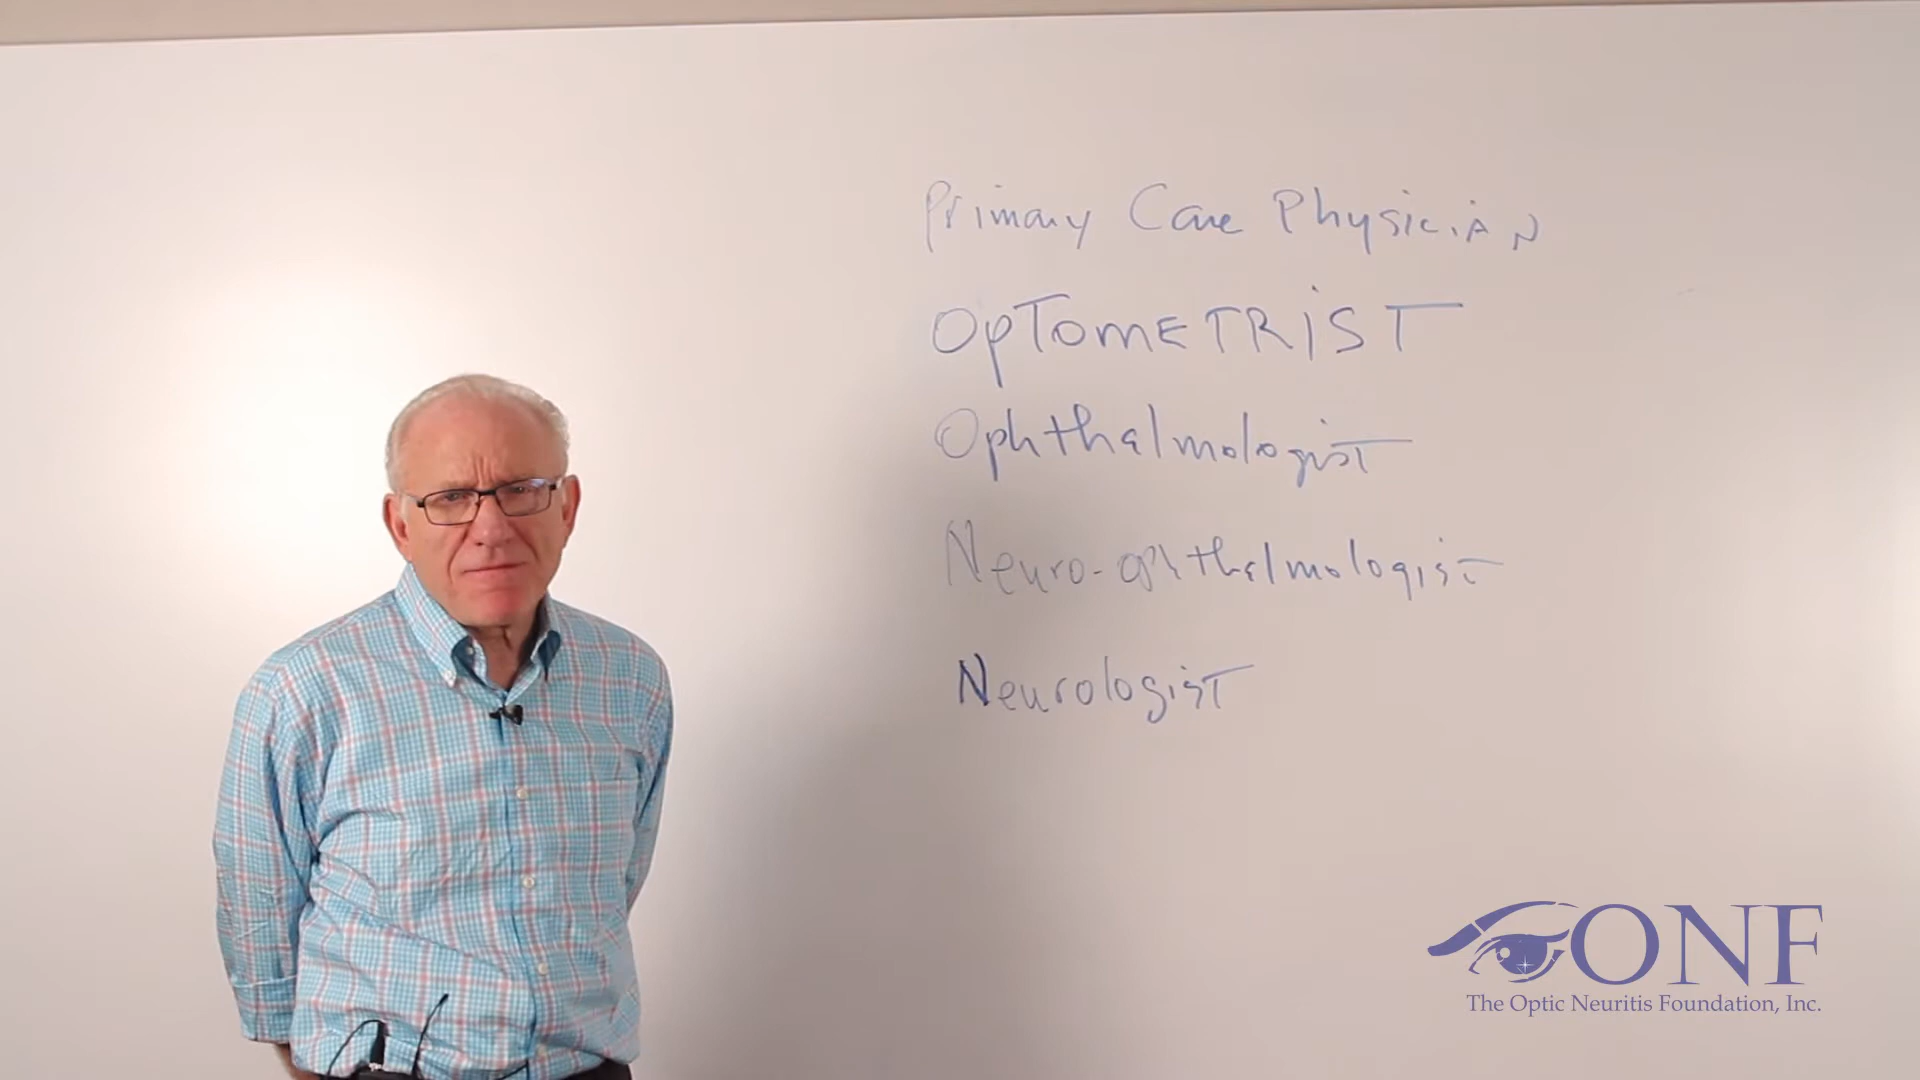 Primary Care Physician
OpTomETRiST
Ophthalmologist
Neuro-ophthalmologist
Neurologist
ONF
The Optic Neuritis Foundation, Inc.